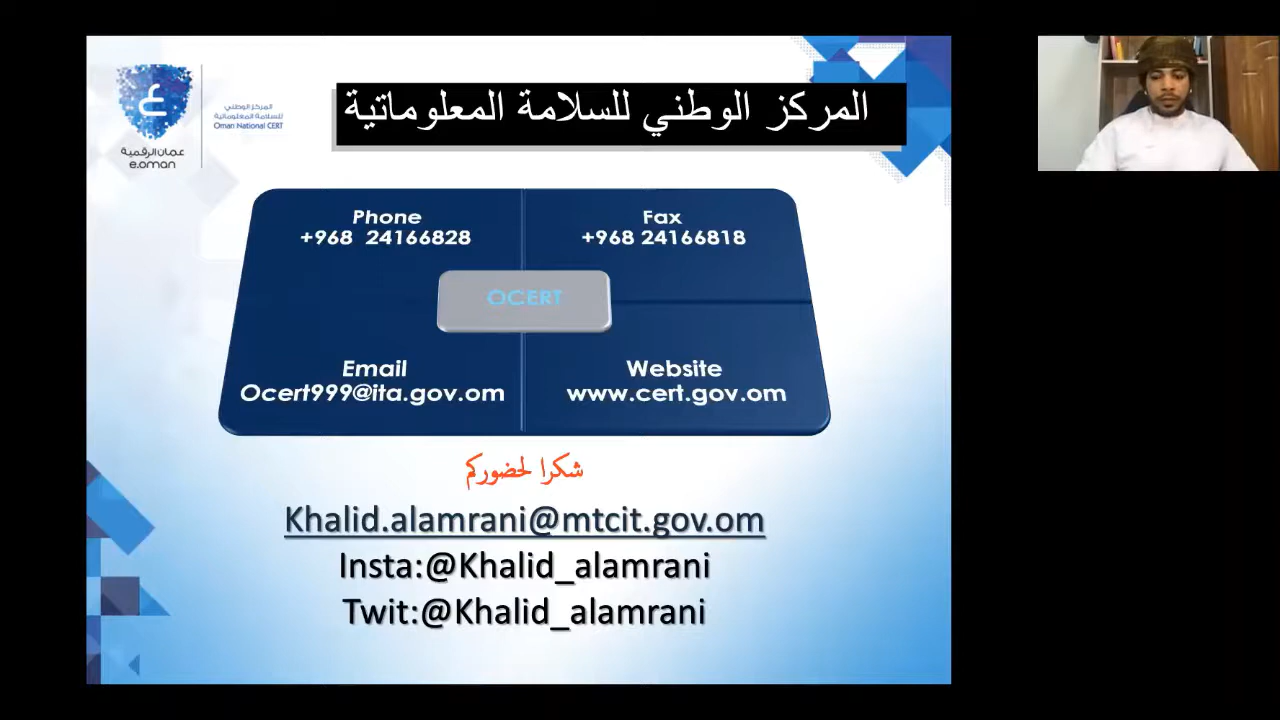 المركز الوطني للسلامة المعلوماتية
ع
المركز الوطني
للسلامة المعلوماتية
Oman National CERT
عمان الرقمية
e.oman
Phone
+968 24166828
Fax
+968 24166818
OCERT
Email
Ocert999@ita.gov.om
Website
www.cert.gov.om
شكرا لحضوركم
Khalid.alamrani@mtcit.gov.om
Insta:@Khalid_alamrani
Twit:@Khalid_alamrani